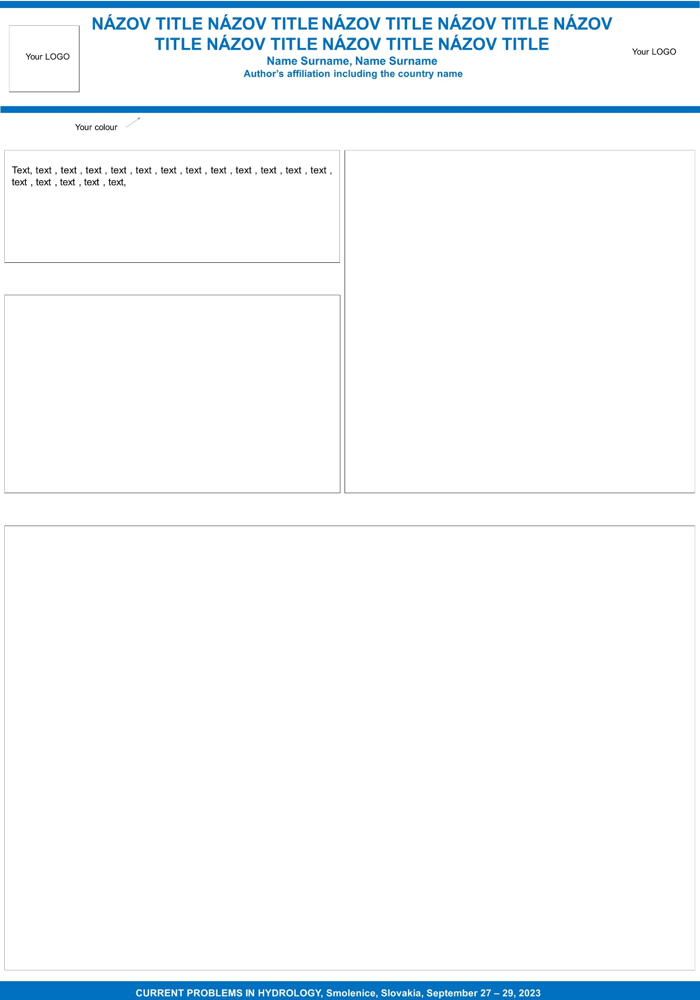 NÁZOV TITLE NÁZOV TITLE NÁZOV TITLE NÁZOV TITLE NÁZOV
TITLE NÁZOV TITLE NÁZOV TITLE NÁZOV TITLE
Name Surname, Name Surname
Author’s affiliation including the country name
Your LOGO
Your LOGO
Your colour
Text, text , text , text , text , text , text , text , text , text , text , text , text ,
text , text , text , text , text,
CURRENT PROBLEMS IN HYDROLOGY, Smolenice, Slovakia, September 27 – 29, 2023